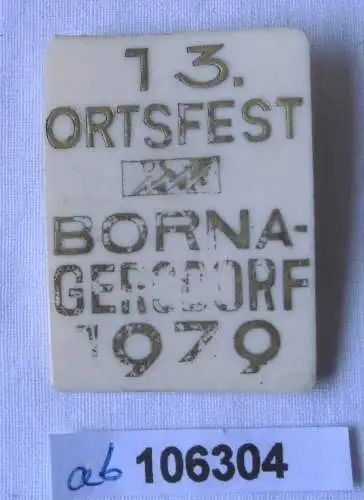 13.
ORTSFEST
BORNA-
GERSDORF
1979
ab 106304